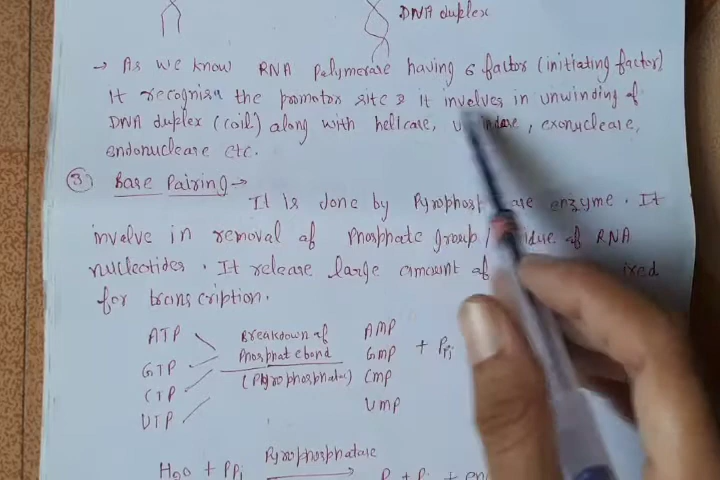 DNA duplex
→ As we know RNA Polymerase having σ factor (initiating factor)
It recognise the promotor site & it involves in unwinding of
DNA duplex (coil) along with helicase, exonuclease,
endonuclease etc.
③ Base Pairing →
It is done by enzyme. It
involve in removal of Phosphate group of RNA
nucleotides. It release large amount of
for transcription.
ATP Breakdown of AMP
GTP Phosphate bond GMP + PPi
CTP (Pyrophosphatase) CMP
UTP UMP
H2O + PPi Pyrophosphatase